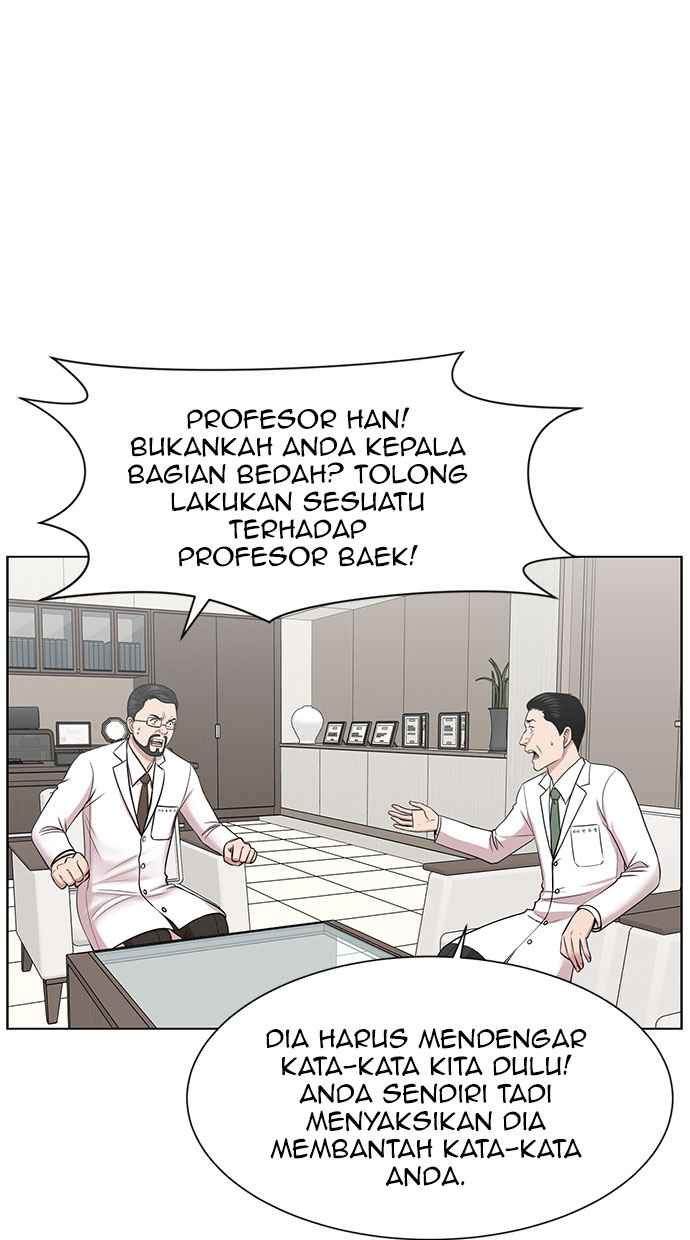 PROFESOR HAN!
BUKANKAH ANDA KEPALA
BAGIAN BEDAH? TOLONG
LAKUKAN SESUATU
TERHADAP
PROFESOR BAEK!
DIA HARUS MENDENGAR
KATA-KATA KITA DULU!
ANDA SENDIRI TADI
MENYAKSIKAN DIA
MEMBANTAH KATA-KATA
ANDA.